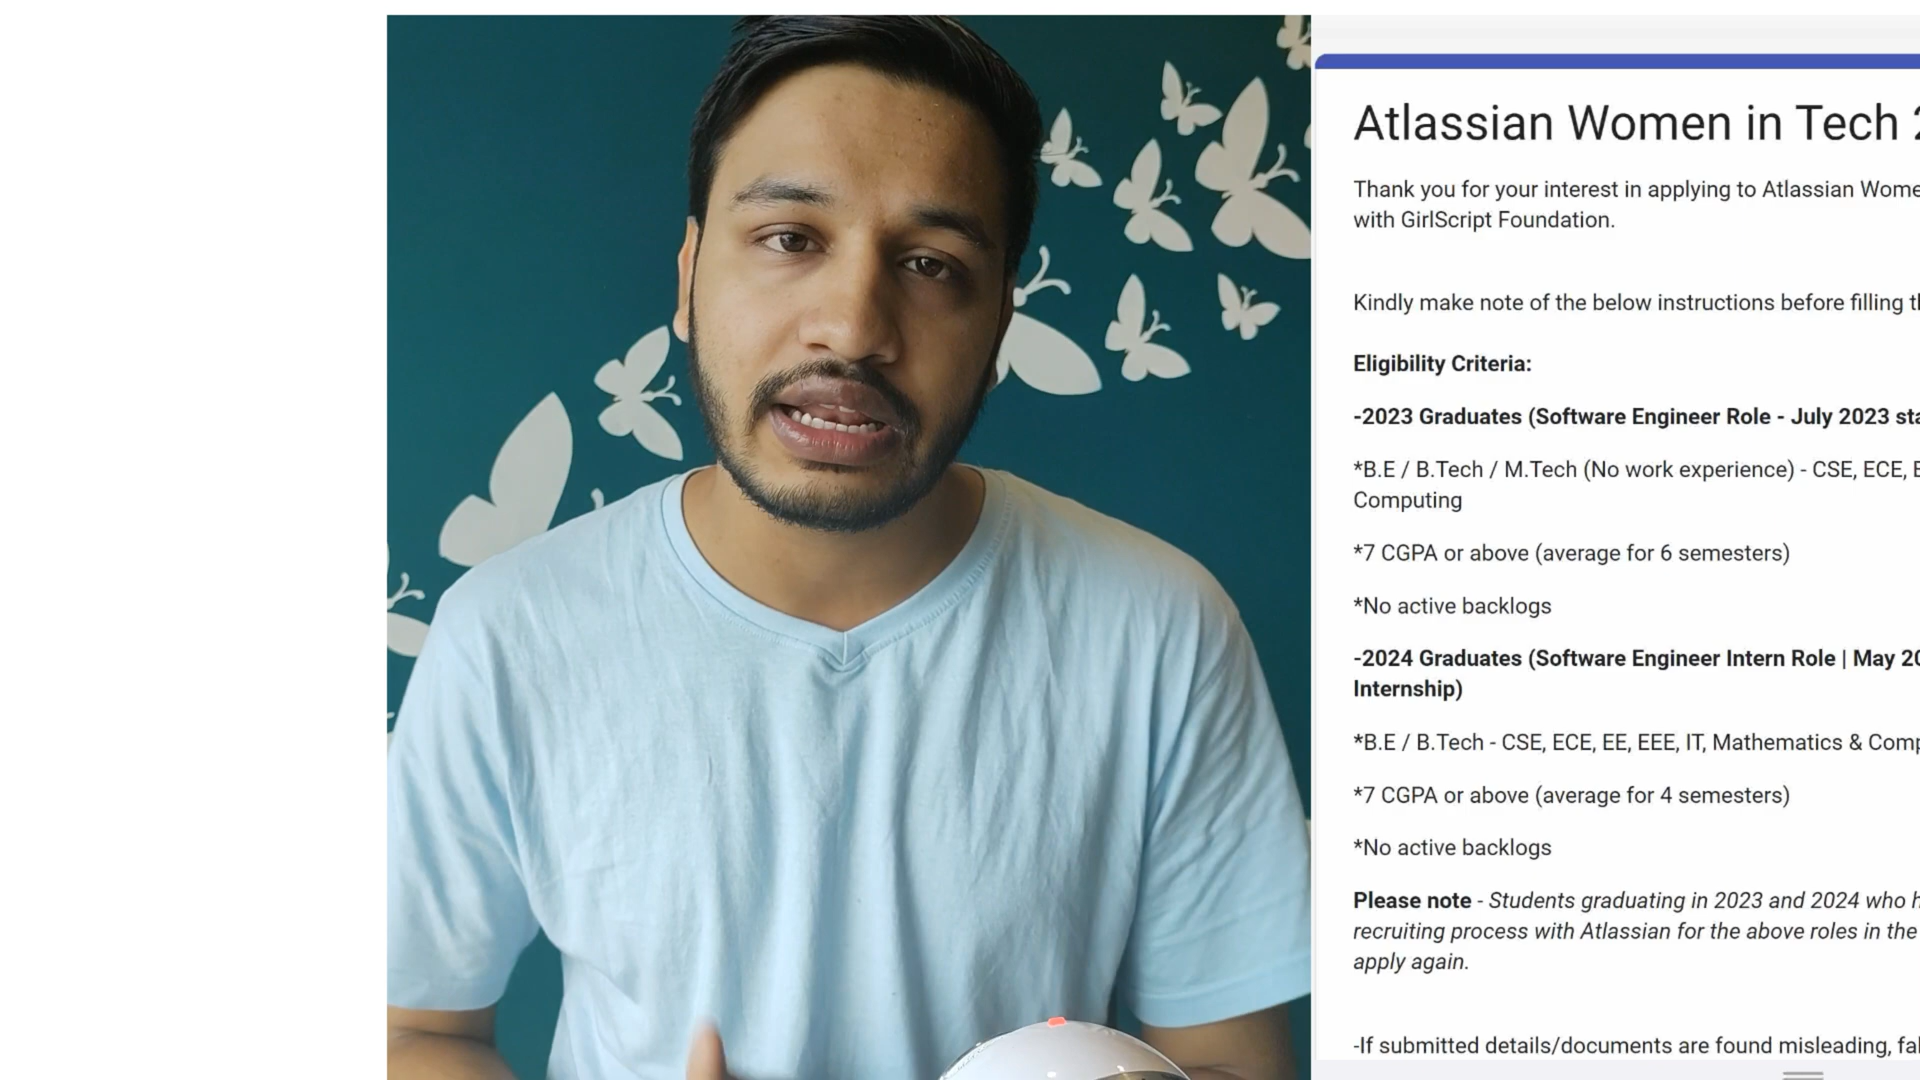 Atlassian Women in Tech
Thank you for your interest in applying to Atlassian
with GirlScript Foundation.
Kindly make note of the below instructions before filling
Eligibility Criteria:
-2023 Graduates (Software Engineer Role - July 2023
*B.E / B.Tech / M.Tech (No work experience) - CSE, ECE,
Computing
*7 CGPA or above (average for 6 semesters)
*No active backlogs
-2024 Graduates (Software Engineer Intern Role | May
Internship)
*B.E / B.Tech - CSE, ECE, EE, EEE, IT, Mathematics &
*7 CGPA or above (average for 4 semesters)
*No active backlogs
Please note - Students graduating in 2023 and 2024 who
recruiting process with Atlassian for the above roles in the
apply again.
-If submitted details/documents are found misleading,